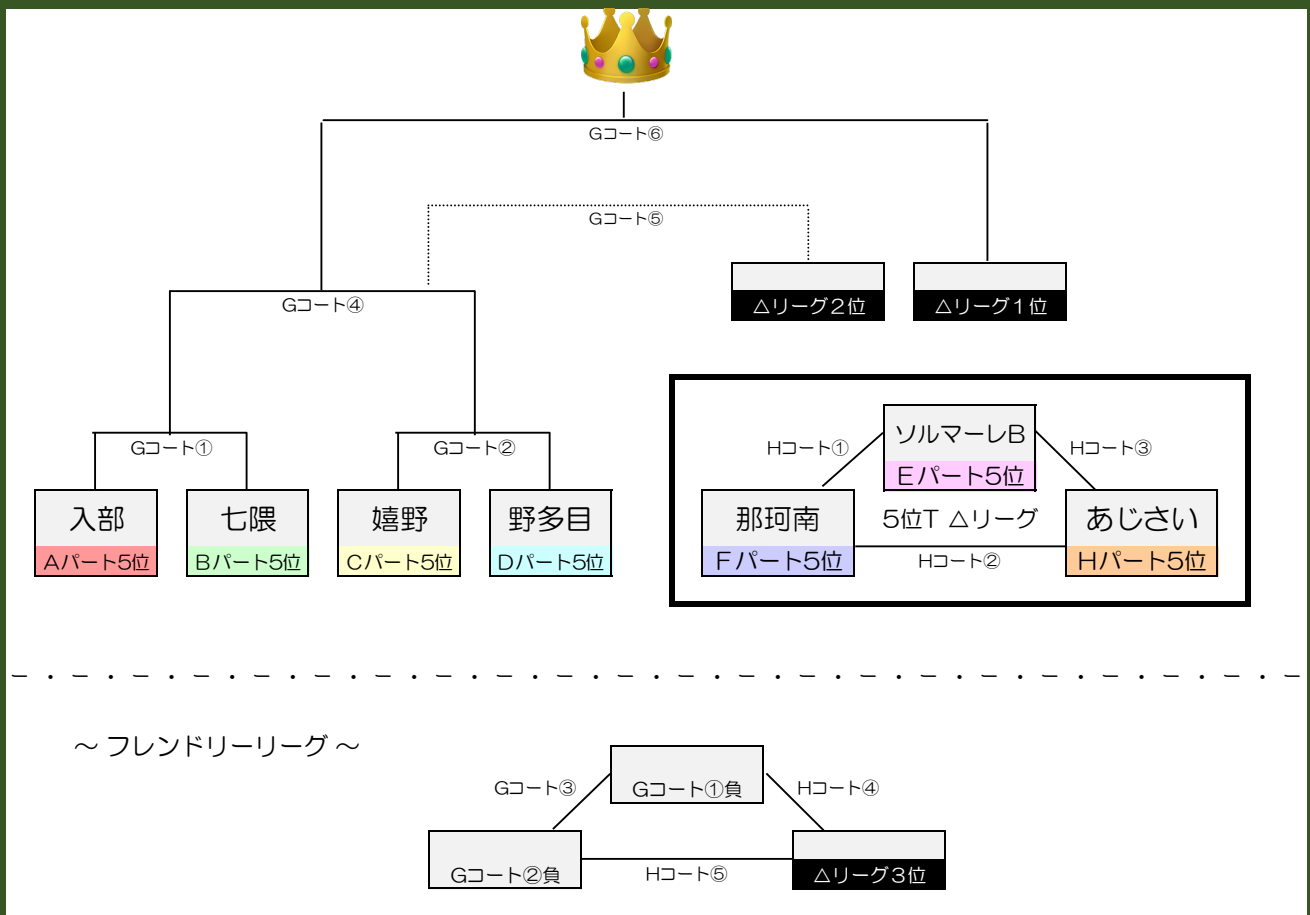 Gコート⑥
Gコート⑤
△リーグ2位
△リーグ1位
Gコート④
Gコート①
Gコート②
入部
Aパート5位
七隈
Bパート5位
嬉野
Cパート5位
野多目
Dパート5位
ソルマーレB
Eパート5位
Hコート①
Hコート③
那珂南
Fパート5位
5位T △リーグ
あじさい
Hパート5位
Hコート②
~ フレンドリーリーグ ~
Gコート③
Gコート①負
Hコート④
Gコート②負
Hコート⑤
△リーグ3位